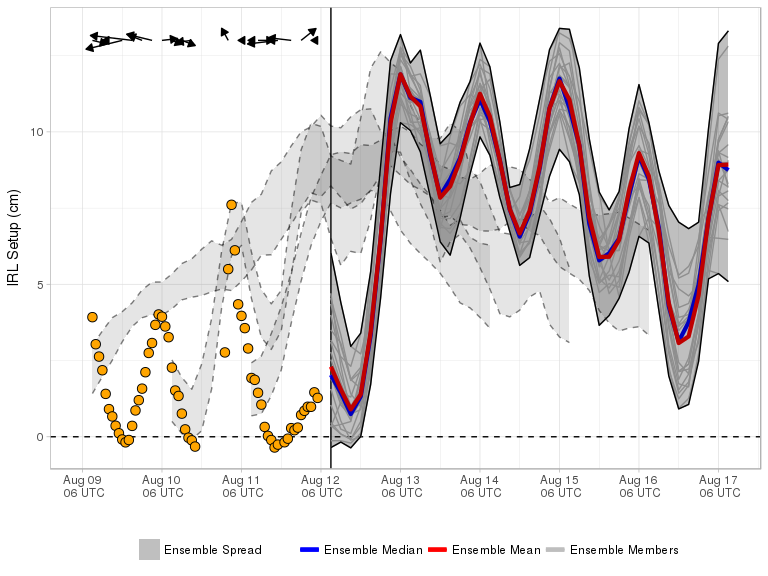 IRL Setup (cm)
10
5
0
Aug 09 Aug 10 Aug 11 Aug 12 Aug 13 Aug 14 Aug 15 Aug 16 Aug 17
06 UTC 06 UTC 06 UTC 06 UTC 06 UTC 06 UTC 06 UTC 06 UTC 06 UTC
Ensemble Spread Ensemble Median Ensemble Mean Ensemble Members